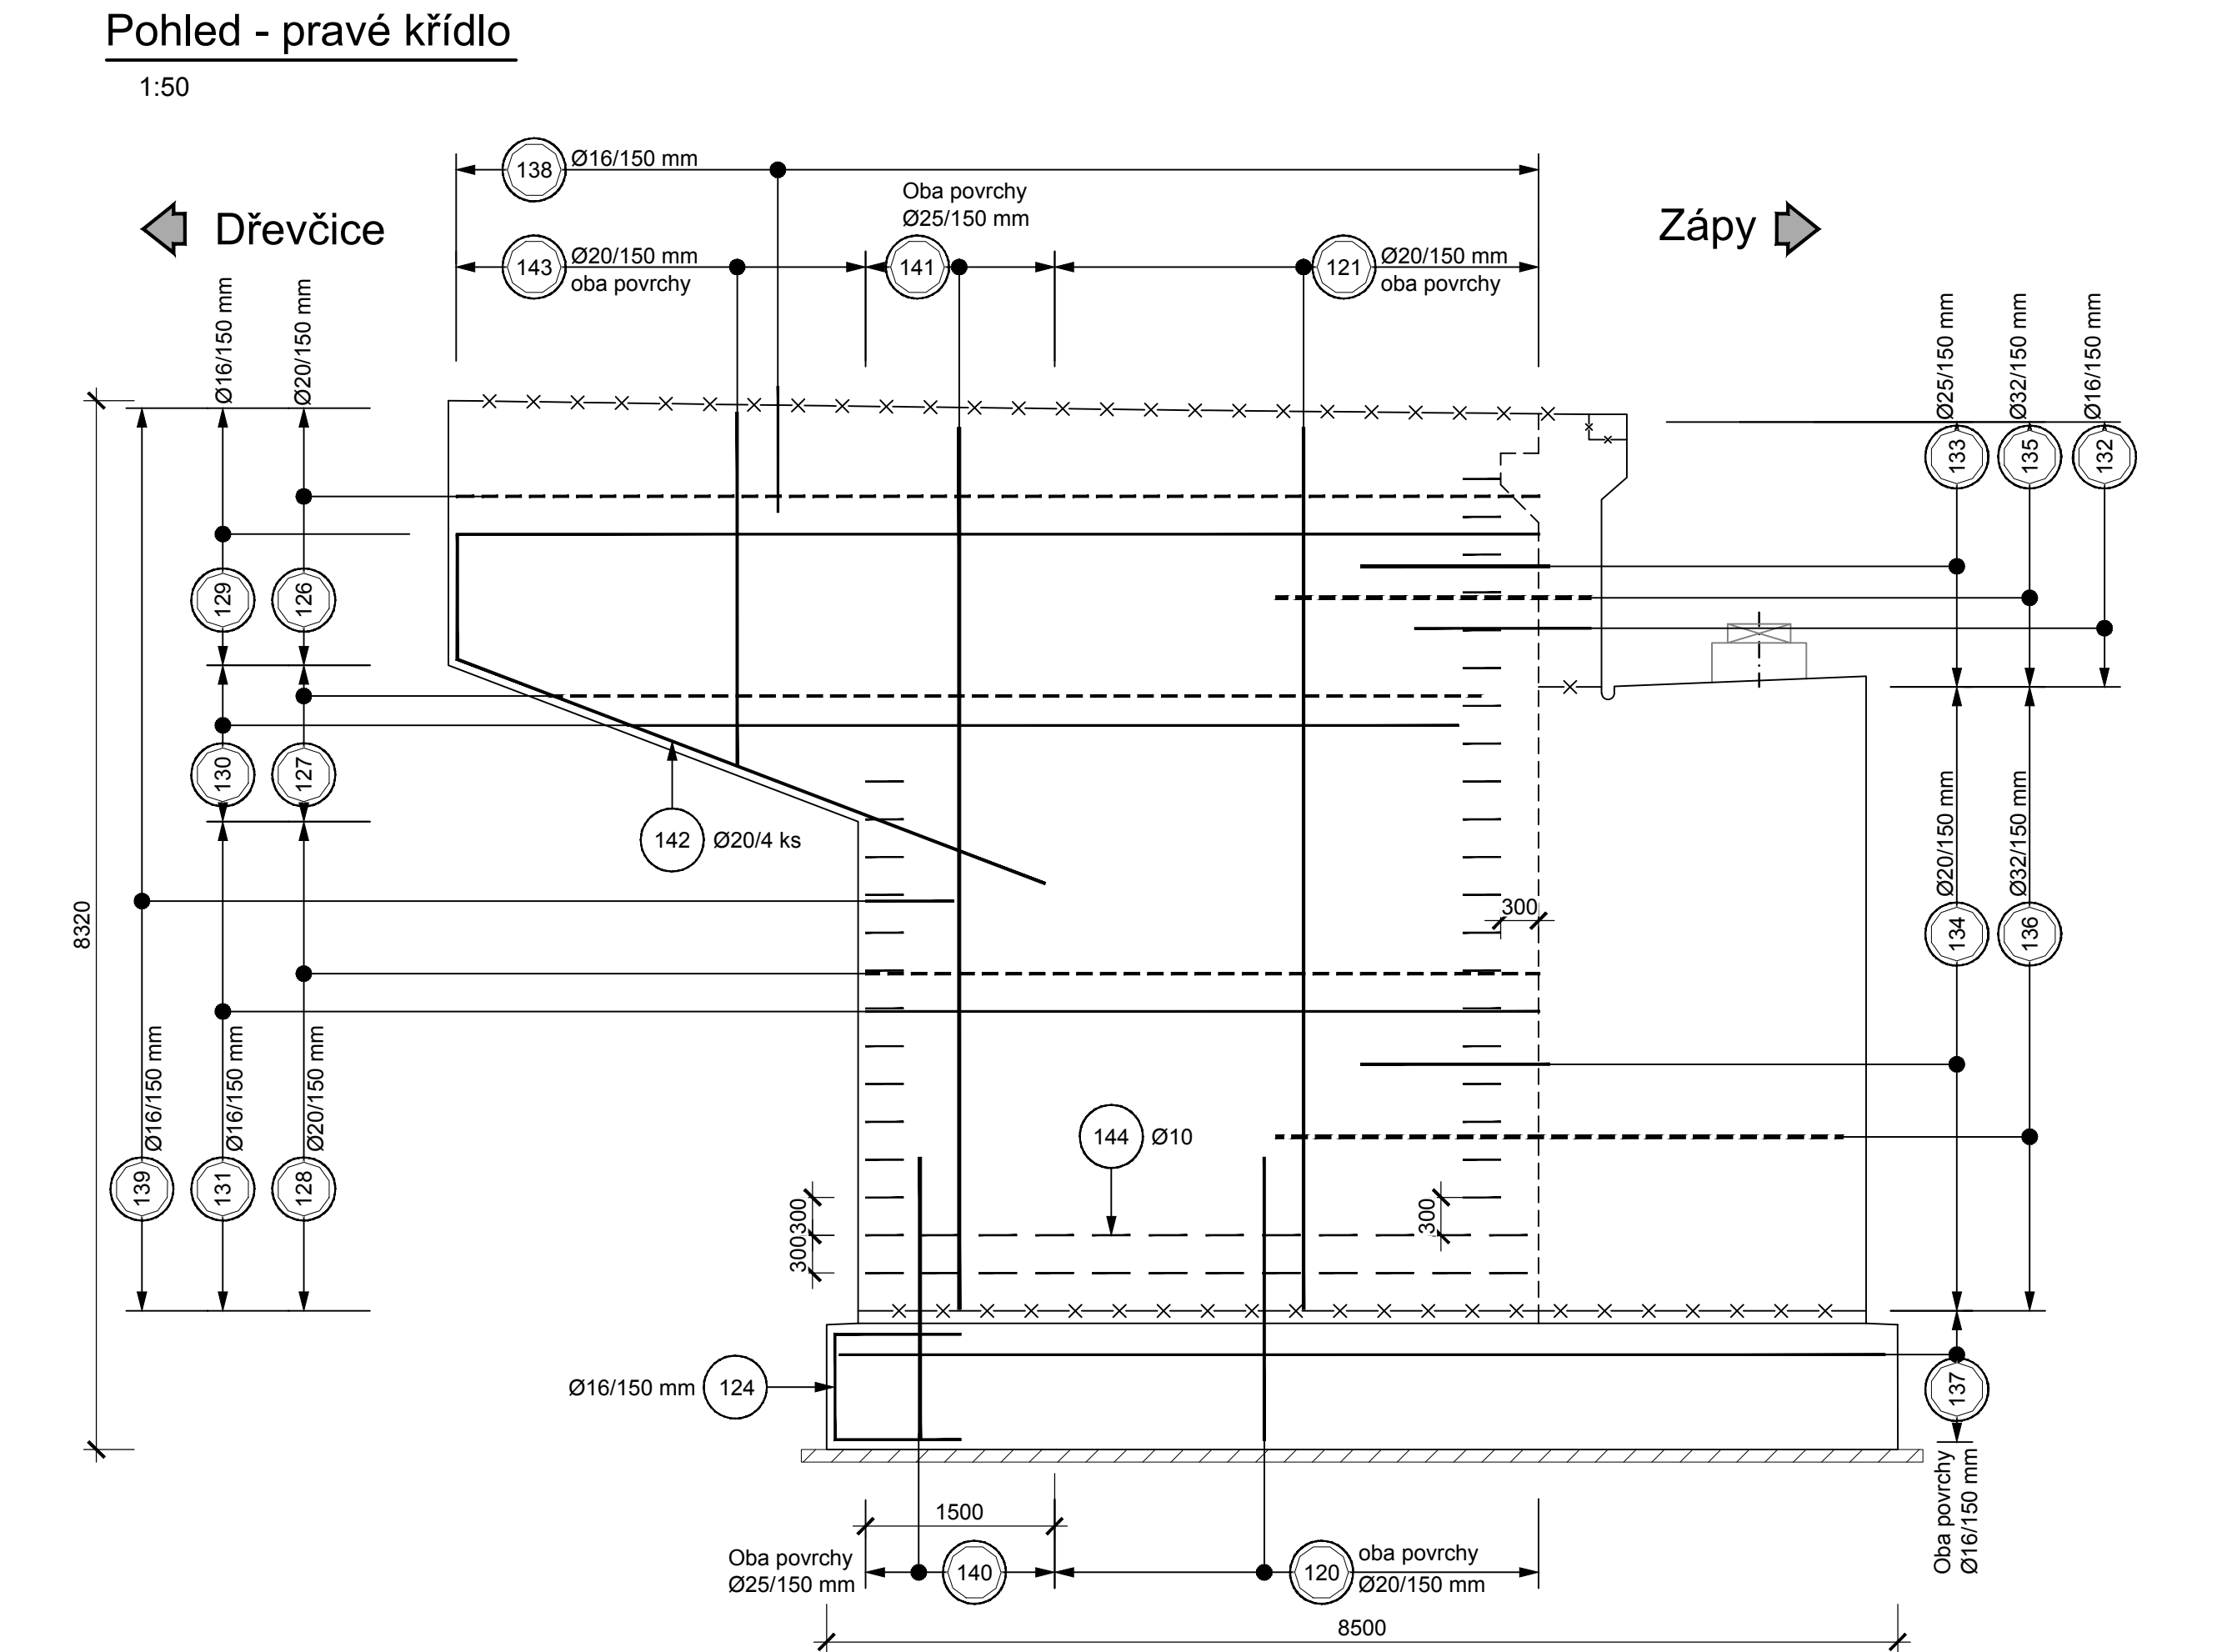 Pohled - pravé křídlo
1:50
138
Ø16/150 mm
Oba povrchy
Ø25/150 mm
Dřevčice
Zápy
143
Ø20/150 mm
oba povrchy
141
121
Ø20/150 mm
oba povrchy
Ø16/150 mm
Ø20/150 mm
Ø25/150 mm
Ø32/150 mm
Ø16/150 mm
133
135
132
129
126
130
127
142
Ø20/4 ks
Ø20/150 mm
Ø32/150 mm
8320
300
134
136
Ø16/150 mm
Ø16/150 mm
Ø20/150 mm
144
Ø10
139
131
128
300
300
300
Ø16/150 mm
124
137
Oba povrchy
Ø16/150 mm
1500
Oba povrchy
Ø25/150 mm
140
120
oba povrchy
Ø20/150 mm
8500